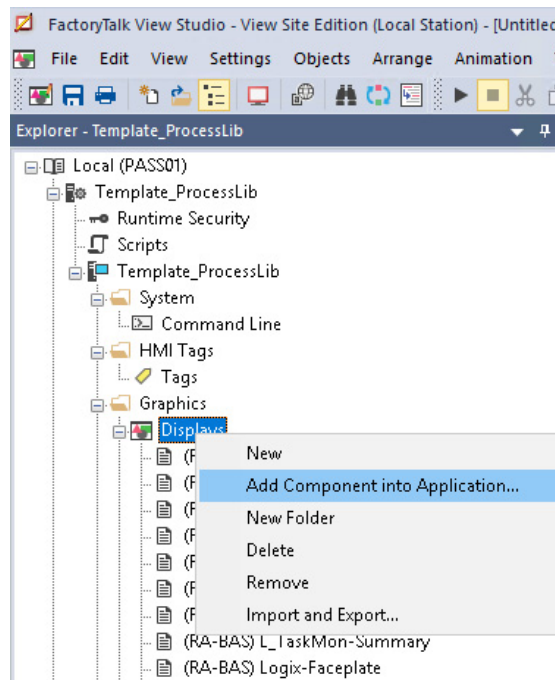 FactoryTalk View Studio - View Site Edition (Local Station) - [Untitled
File Edit View Settings Objects Arrange Animation
Explorer - Template_ProcessLib
Local (PASS01)
Template_ProcessLib
Runtime Security
Scripts
Template_ProcessLib
System
Command Line
HMI Tags
Tags
Graphics
Displays
New
Add Component into Application...
New Folder
Delete
Remove
Import and Export...
(RA-BAS) L_TaskMon-Summary
(RA-BAS) Logix-Faceplate